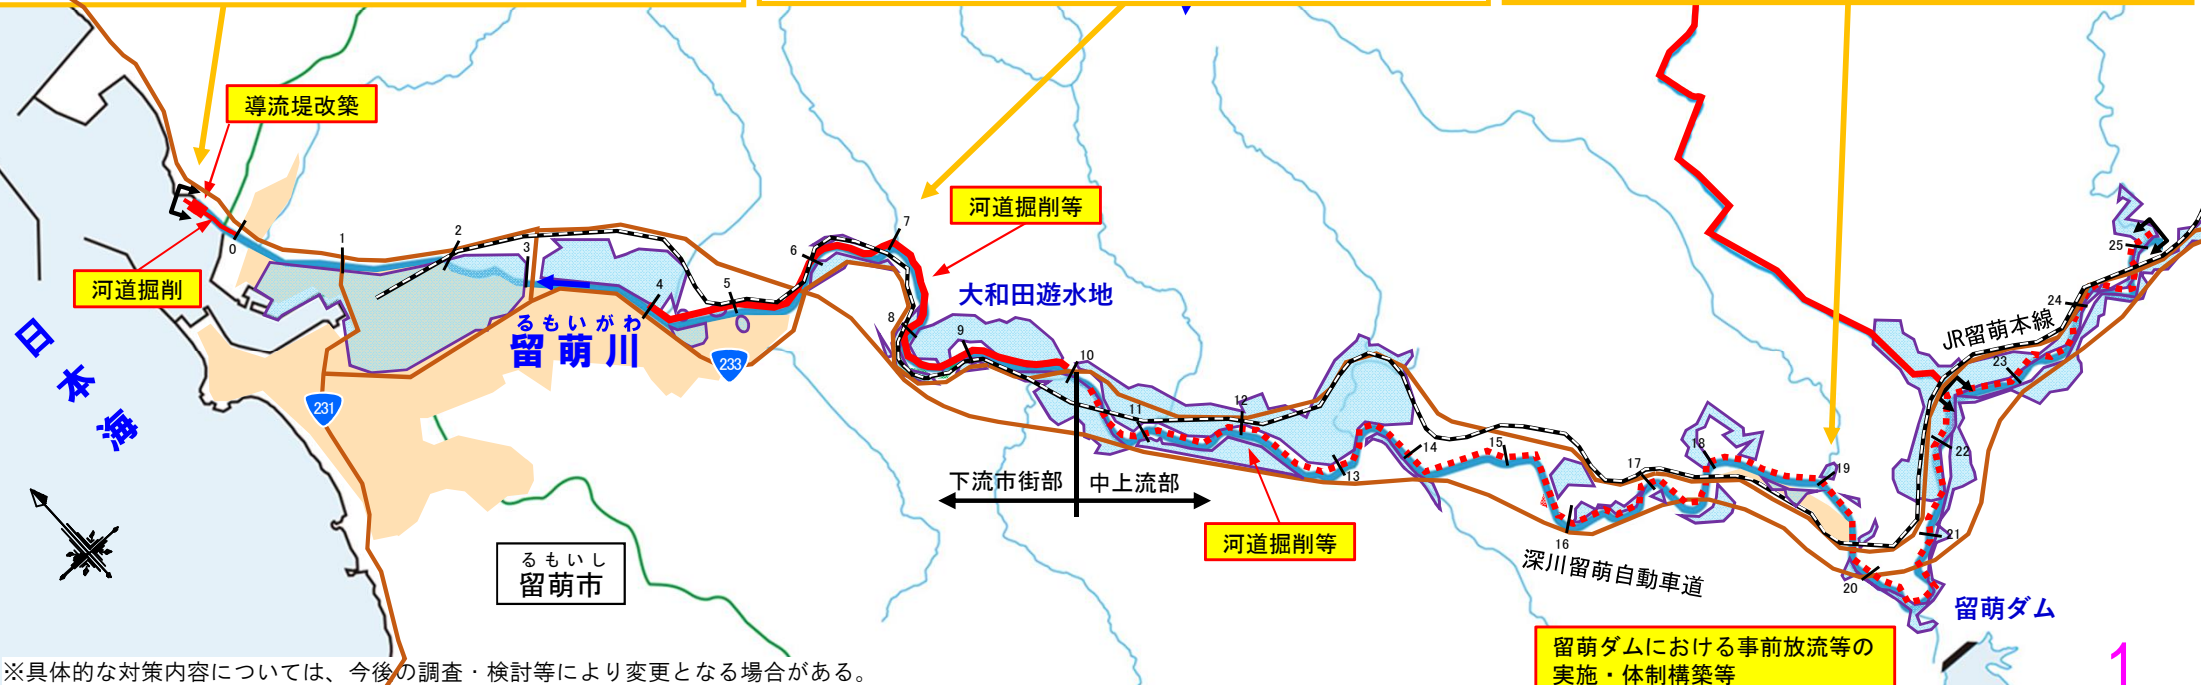 導流堤改築
河道掘削
0
1
2
3
4
5
6
7
8
9
10
11
12
13
14
15
16
17
18
19
20
21
22
23
24
25
河道掘削等
大和田遊水地
るもいがわ
留萌川
日本海
231
233
JR留萌本線
下流市街部
中上流部
河道掘削等
深川留萌自動車道
るもいし
留萌市
留萌ダム
留萌ダムにおける事前放流等の
実施・体制構築等
※具体的な対策内容については、今後の調査・検討等により変更となる場合がある。
1